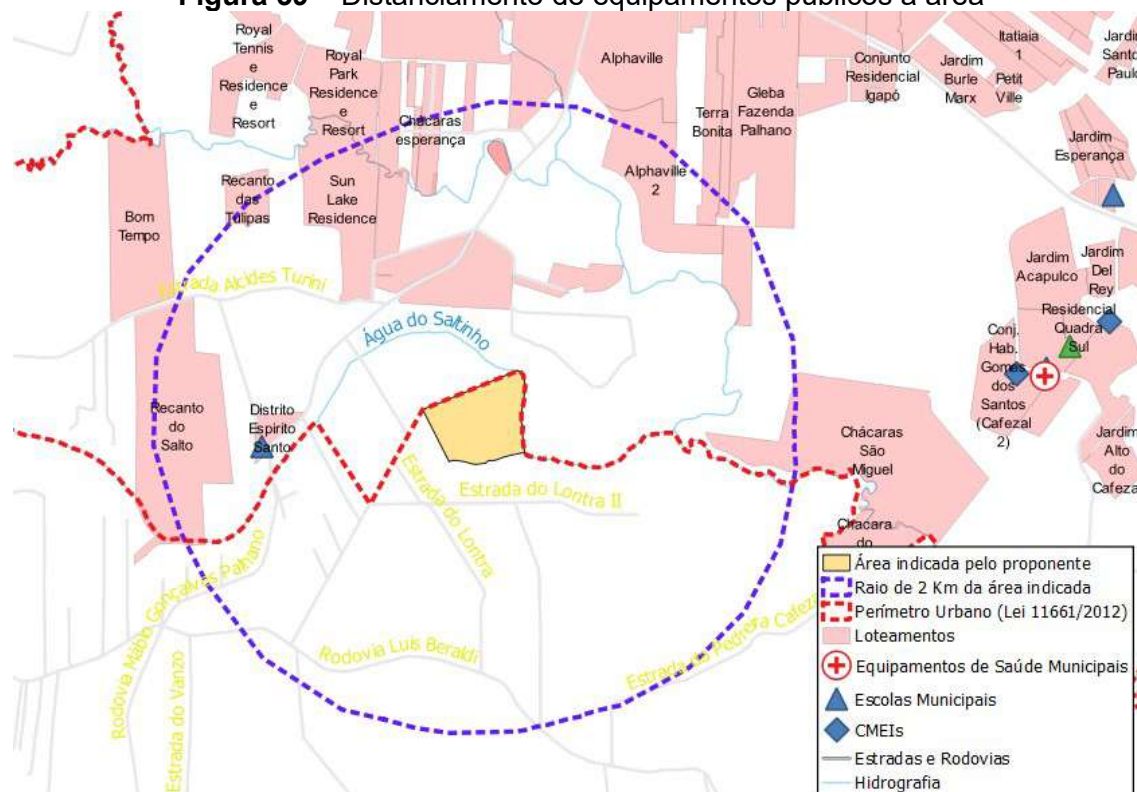 Distanciamento de equipamentos públicos à área
Royal
Tennis
e
Residence
e
Resort
Royal
Park
Residence
e
Resort
Chácaras
esperança
Alphaville
Terra
Bonita
Gleba
Fazenda
Palhano
Conjunto
Residencial
Igapó
Jardim
Burle
Marx
Itatiaia
1
Petit
Ville
Jardim
Esperança
Alphaville
2
Recanto
das
Tulipas
Sun
Lake
Residence
Bom
Tempo
Estrada Alcides Turini
Água do Saltinho
Jardim
Acapulco
Jardim
Del
Rey
Residencial
Quadra
Sul
Conj.
Hab.
Gomes
dos
Santos
(Cafezal
2)
Recanto
do
Salto
Distrito
Espirito
Santo
Chácaras
São
Miguel
Jardim
Alto
do
Estrada do Lontra
Estrada do Lontra II
Chacara
do
Rodovia Mábio Gonçalves Palhano
Estrada do Vanzo
Rodovia Luis Beraldi
Estrada do Pedreira
Área indicada pelo proponente
Raio de 2 Km da área indicada
Perímetro Urbano (Lei 11661/2012)
Loteamentos
Equipamentos de Saúde Municipais
Escolas Municipais
CMEIs
Estradas e Rodovias
Hidrografia